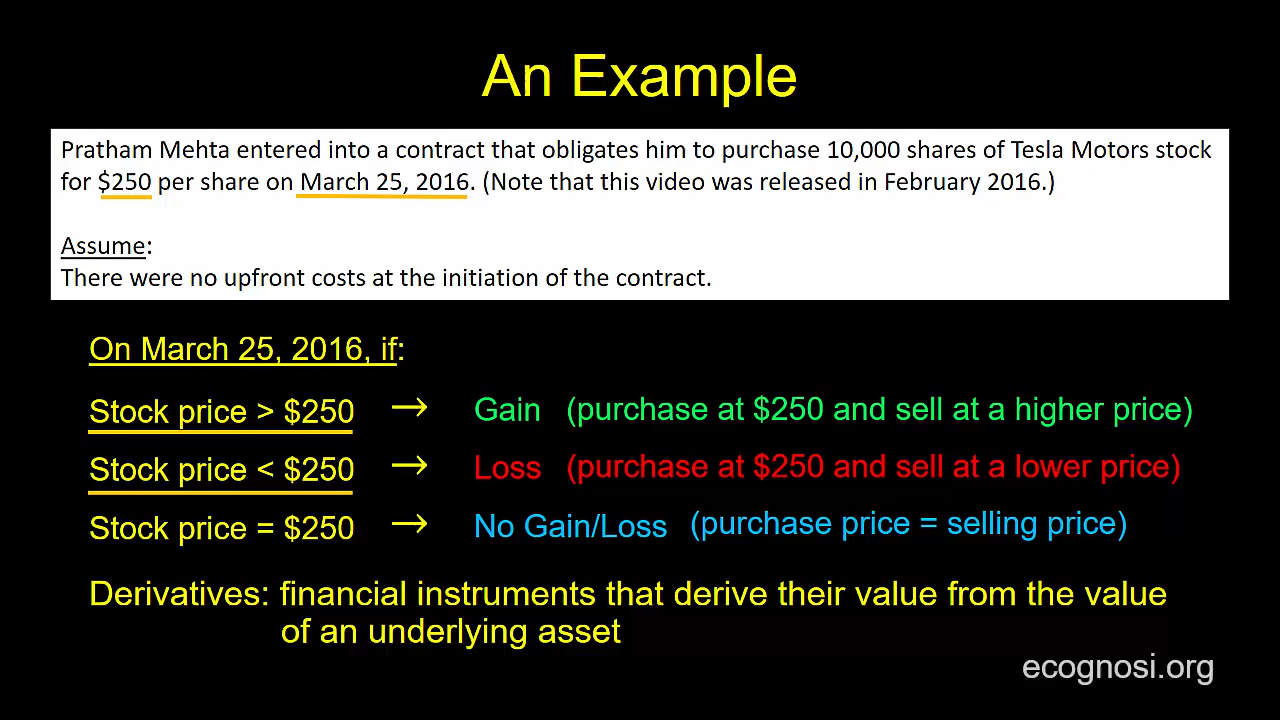 An Example
Pratham Mehta entered into a contract that obligates him to purchase 10,000 shares of Tesla Motors stock
for $250 per share on March 25, 2016. (Note that this video was released in February 2016.)
Assume:
There were no upfront costs at the initiation of the contract.
On March 25, 2016, if:
Stock price > $250 → Gain (purchase at $250 and sell at a higher price)
Stock price < $250 → Loss (purchase at $250 and sell at a lower price)
Stock price = $250 → No Gain/Loss (purchase price = selling price)
Derivatives: financial instruments that derive their value from the value
of an underlying asset
ecognosi.org